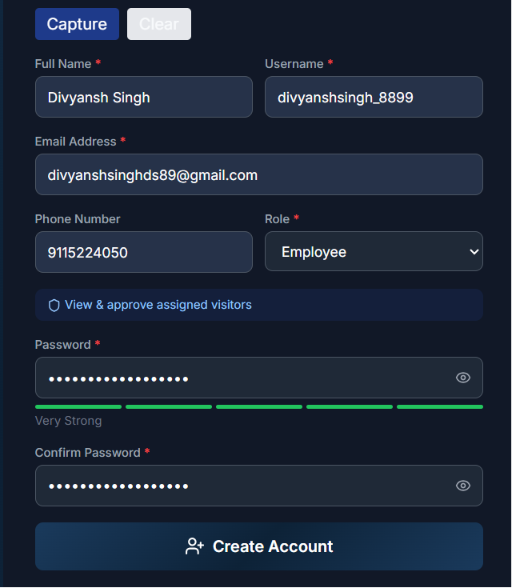 Capture Clear
Full Name * Username *
Divyansh Singh divyanshsingh_8899
Email Address *
divyanshsinghds89@gmail.com
Phone Number Role *
9115224050 Employee
View & approve assigned visitors
Password *
••••••••••••••••••
Very Strong
Confirm Password *
••••••••••••••••••
Create Account